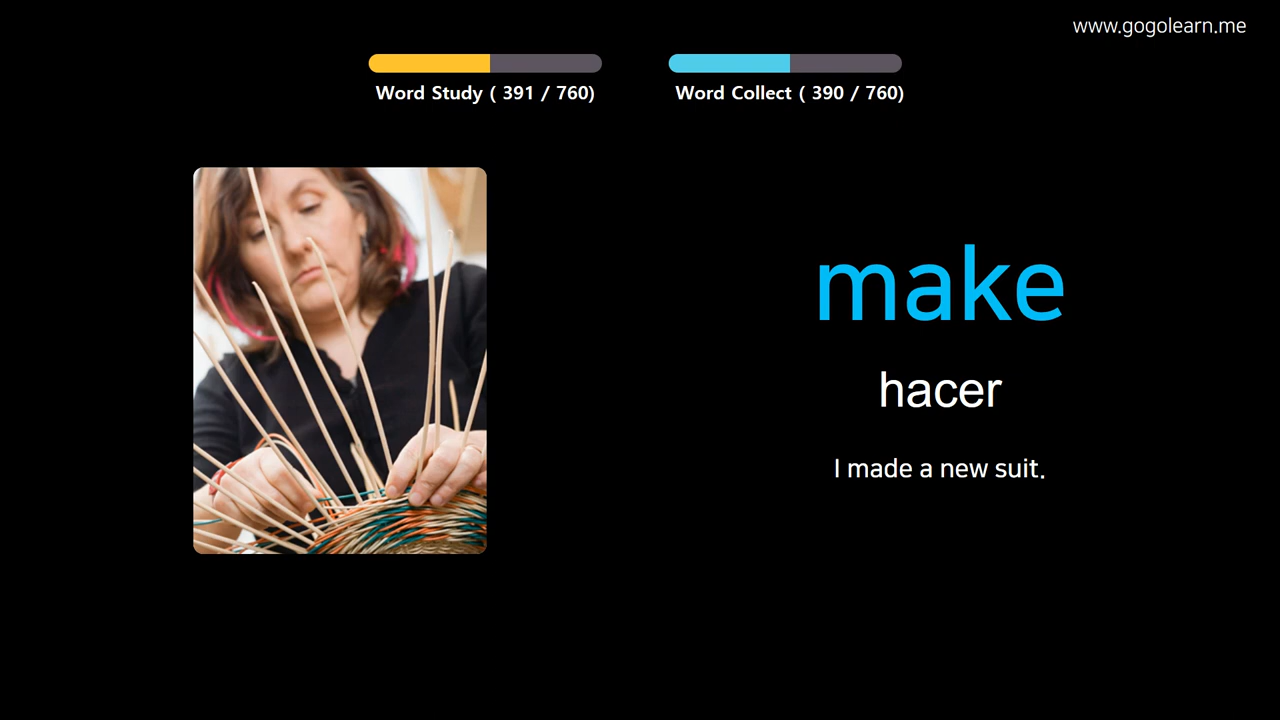 www.gogolearn.me
Word Study ( 391 / 760)
Word Collect ( 390 / 760)
make
hacer
I made a new suit.